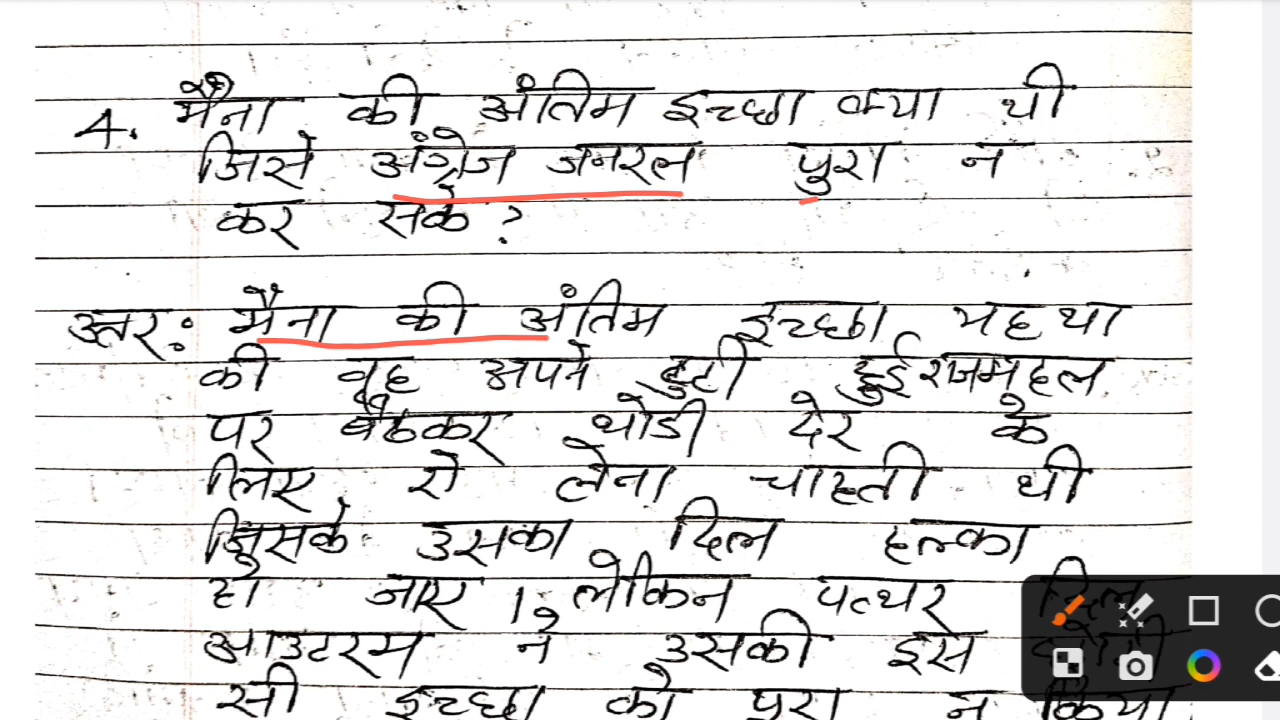 4. मैना की अंतिम इच्छा क्या थी
जिसे अंग्रेज जनरल पुरा न
कर सके?
उत्तर: मैना की अंतिम इच्छा यह था
की वह अपने टुटी हुई राजमहल
पर बैठकर थोडी देर के
लिए रो लेना चाहती थी
जिसके उसका दिल हल्का
हो जाए। लेकिन पत्थर दिल
आउटरम ने उसकी इस
सी इच्छा को पुरा न किया